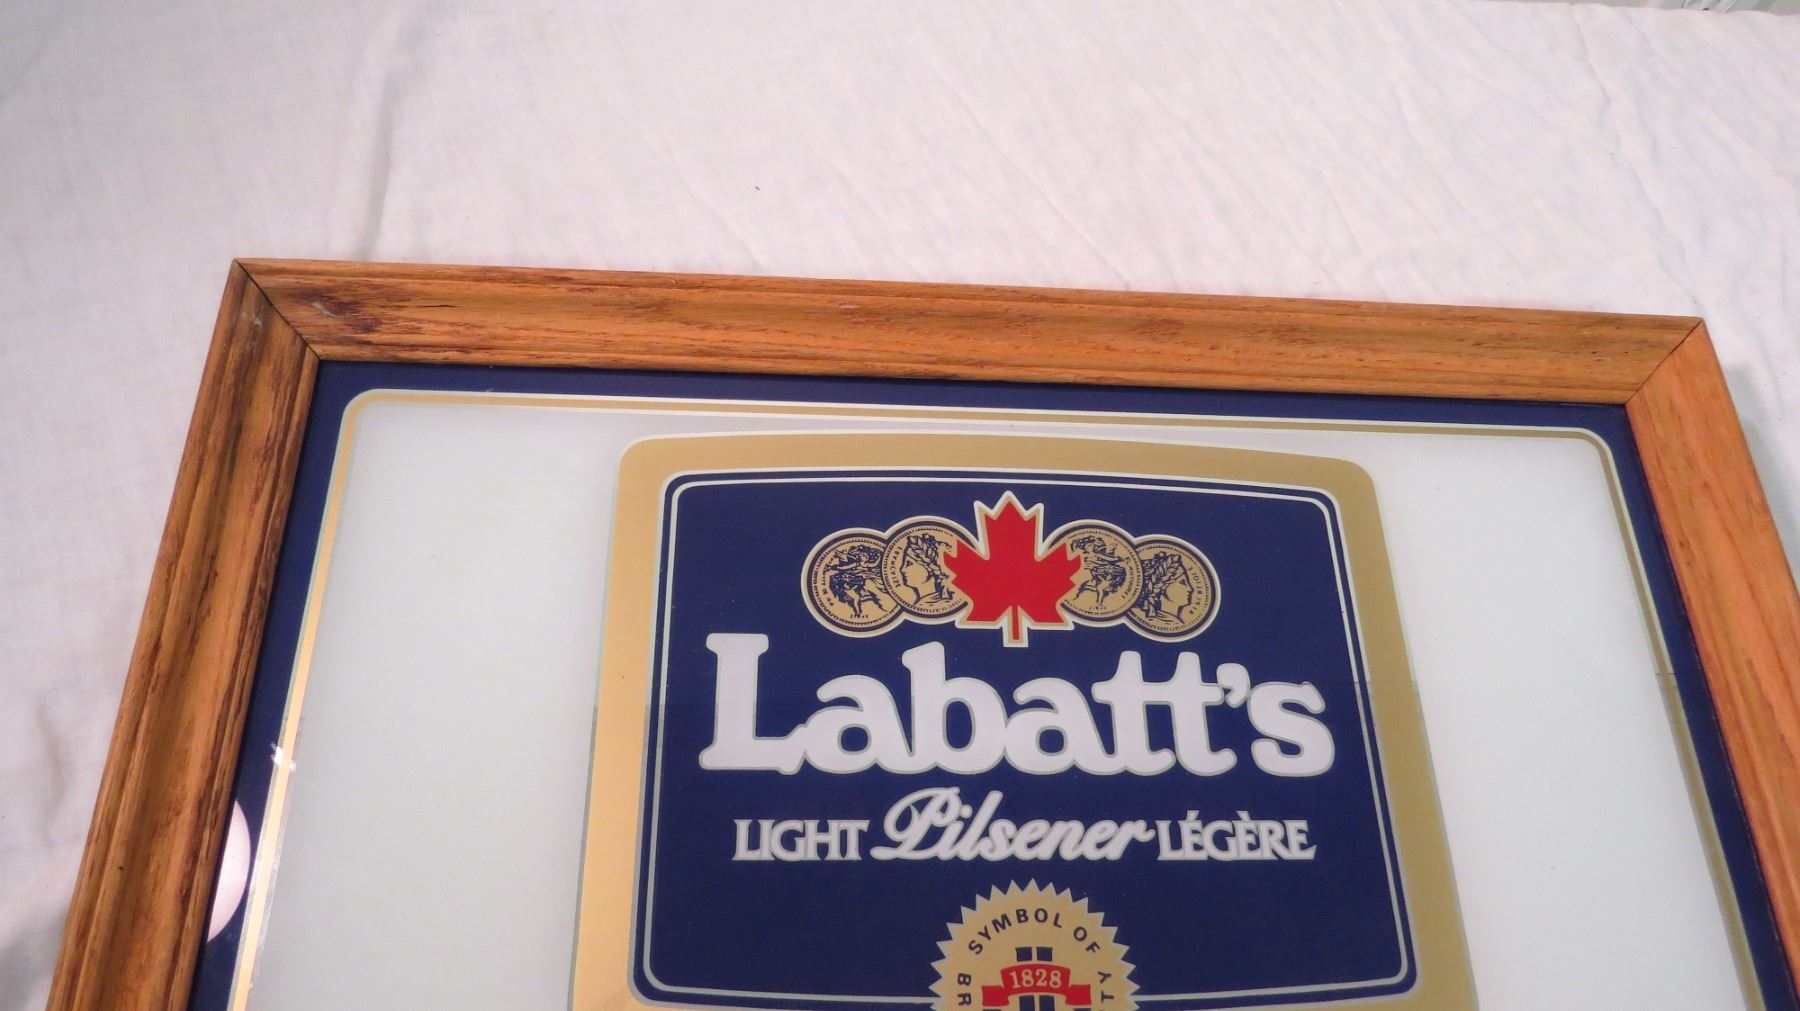 Labatt's
LIGHT Pilsener LÉGÈRE
SYMBOL OF
1828